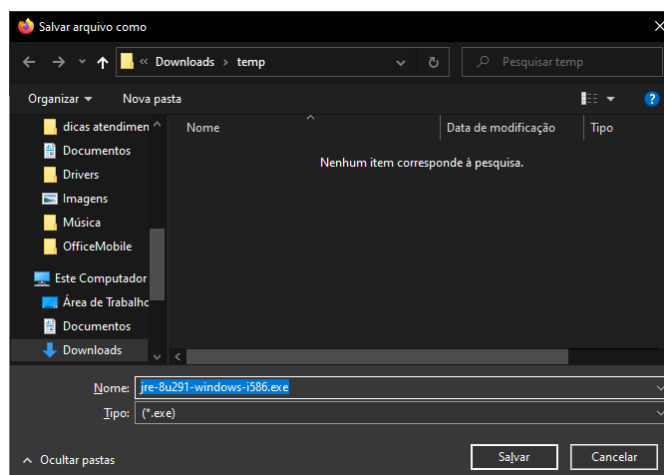 Salvar arquivo como
« Downloads › temp
Pesquisar temp
Organizar
Nova pasta
Nome
Data de modificação
Tipo
Nenhum item corresponde à pesquisa.
dicas atendimen
Documentos
Drivers
Imagens
Música
OfficeMobile
Este Computador
Área de Trabalhc
Documentos
Downloads
Nome: jre-8u291-windows-i586.exe
Tipo: (*.exe)
Ocultar pastas
Salvar
Cancelar